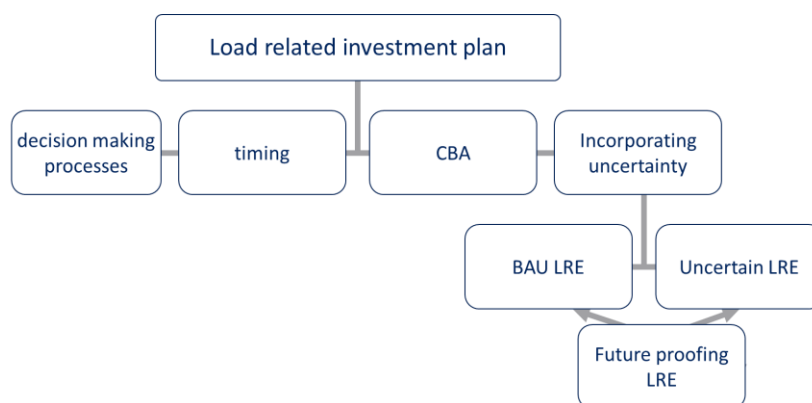 Load related investment plan
decision making
processes
timing
CBA
Incorporating
uncertainty
BAU LRE
Uncertain LRE
Future proofing
LRE